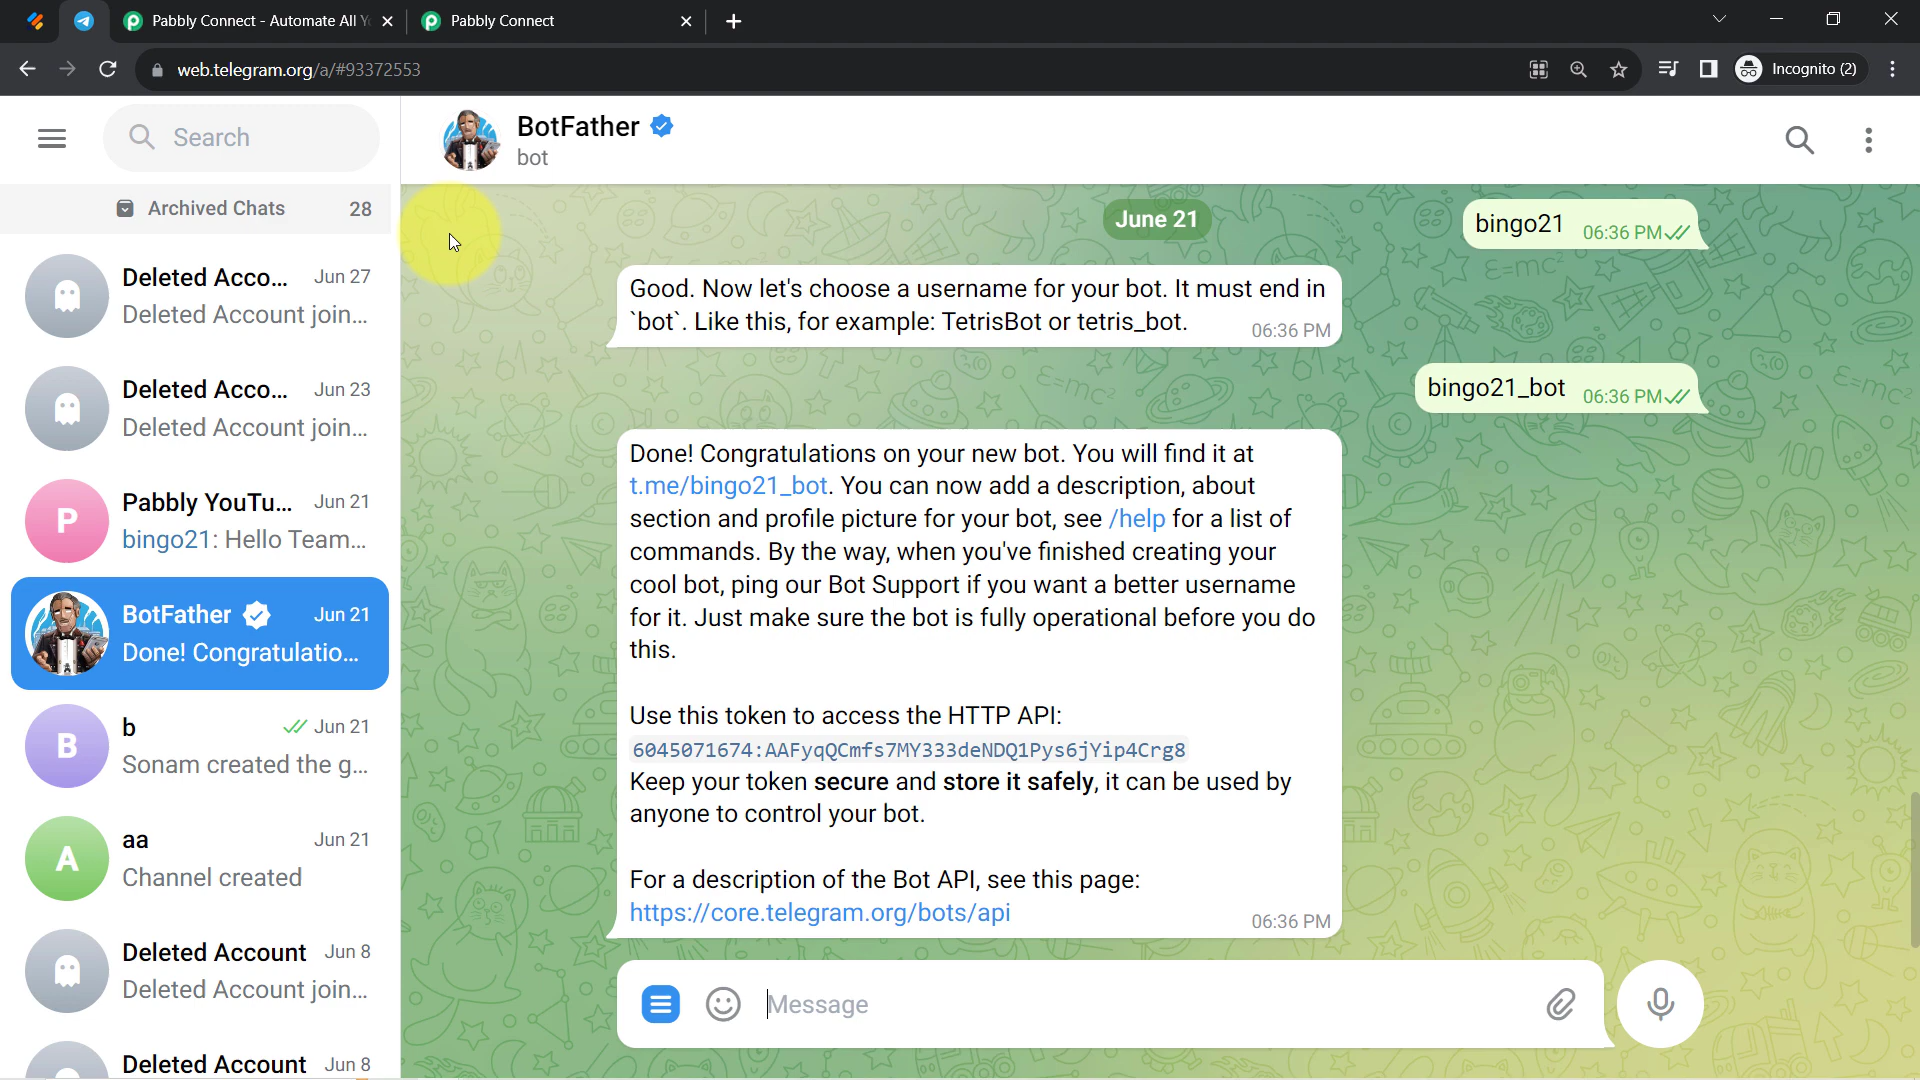 Pabbly Connect - Automate All Y
Pabbly Connect
web.telegram.org/a/#93372553
Incognito (2)
Search
Archived Chats 28
Deleted Acco... Jun 27
Deleted Account join...
Deleted Acco... Jun 23
Deleted Account join...
P
Pabbly YouTu... Jun 21
bingo21: Hello Team...
BotFather Jun 21
Done! Congratulatio...
B
b Jun 21
Sonam created the g...
A
aa Jun 21
Channel created
Deleted Account Jun 8
Deleted Account join...
Deleted Account Jun 8
BotFather
bot
June 21
bingo21 06:36 PM
Good. Now let's choose a username for your bot. It must end in
`bot`. Like this, for example: TetrisBot or tetris_bot. 06:36 PM
bingo21_bot 06:36 PM
Done! Congratulations on your new bot. You will find it at
t.me/bingo21_bot. You can now add a description, about
section and profile picture for your bot, see /help for a list of
commands. By the way, when you've finished creating your
cool bot, ping our Bot Support if you want a better username
for it. Just make sure the bot is fully operational before you do
this.
Use this token to access the HTTP API:
6045071674:AAFyqQCmfs7MY333deNDQ1Pys6jYip4Crg8
Keep your token secure and store it safely, it can be used by
anyone to control your bot.
For a description of the Bot API, see this page:
https://core.telegram.org/bots/api 06:36 PM
Message